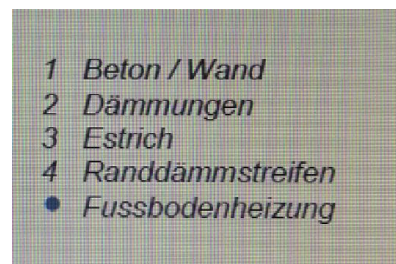 1 Beton / Wand
2 Dämmungen
3 Estrich
4 Randdämmstreifen
• Fussbodenheizung